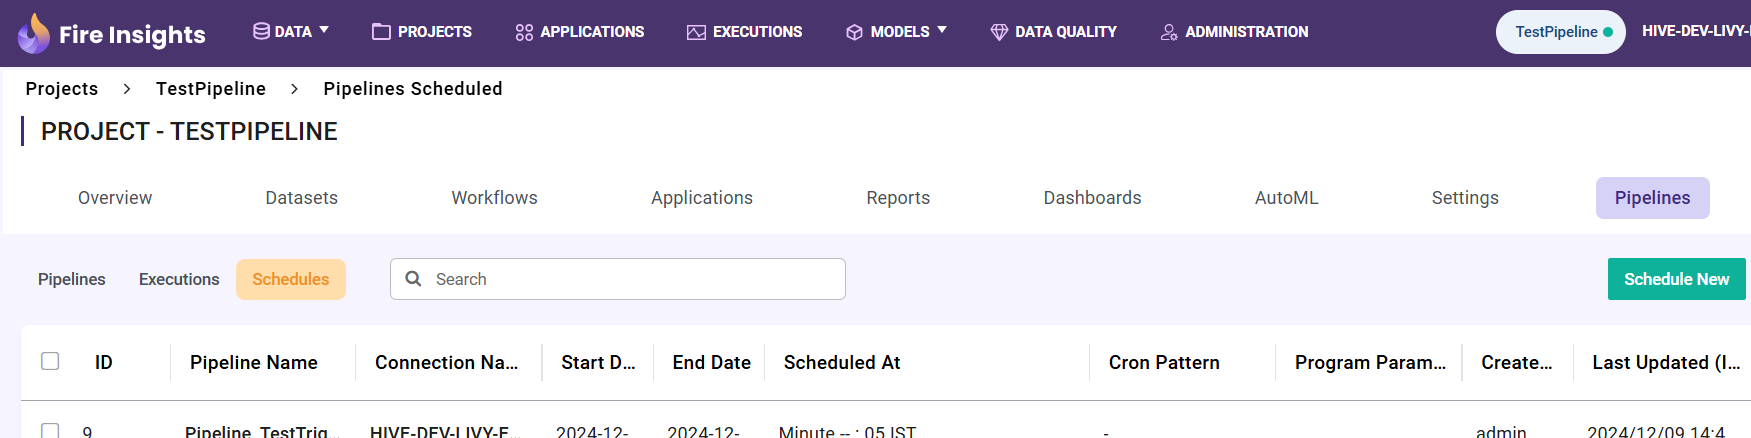 Fire Insights DATA PROJECTS APPLICATIONS EXECUTIONS MODELS DATA QUALITY ADMINISTRATION TestPipeline HIVE-DEV-LIVY-
Projects > TestPipeline > Pipelines Scheduled
PROJECT - TESTPIPELINE
Overview Datasets Workflows Applications Reports Dashboards AutoML Settings Pipelines
Pipelines Executions Schedules Search Schedule New
ID Pipeline Name Connection Na... Start D... End Date Scheduled At Cron Pattern Program Param... Create... Last Updated (I...
9 Pipeline_TestTrig... HIVE-DEV-LIVY-E... 2024-12- 2024-12- Minute -- : 05 IST - admin 2024/12/09 14:4